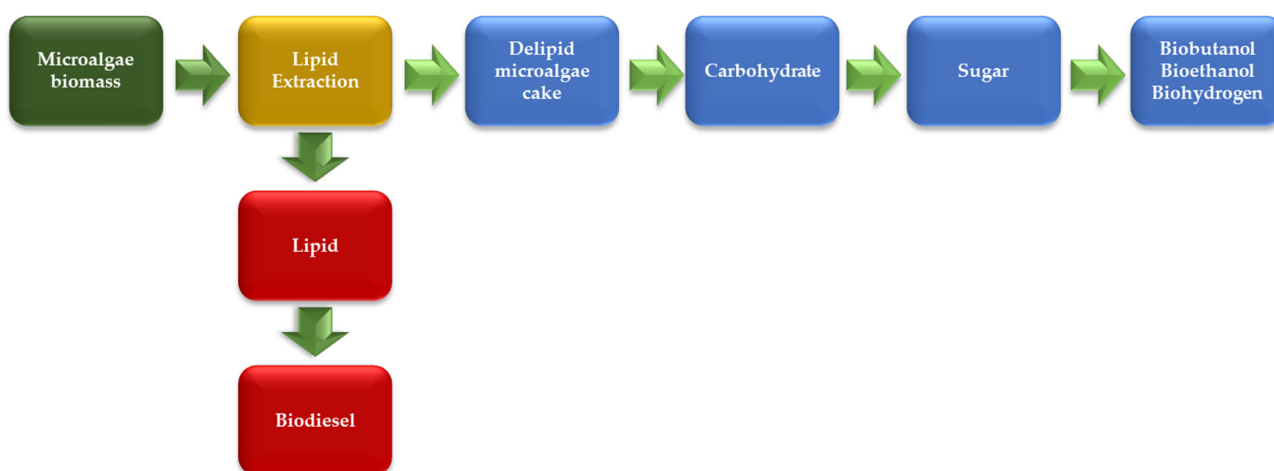 Microalgae
biomass
Lipid
Extraction
Delipid
microalgae
cake
Carbohydrate
Sugar
Biobutanol
Bioethanol
Biohydrogen
Lipid
Biodiesel